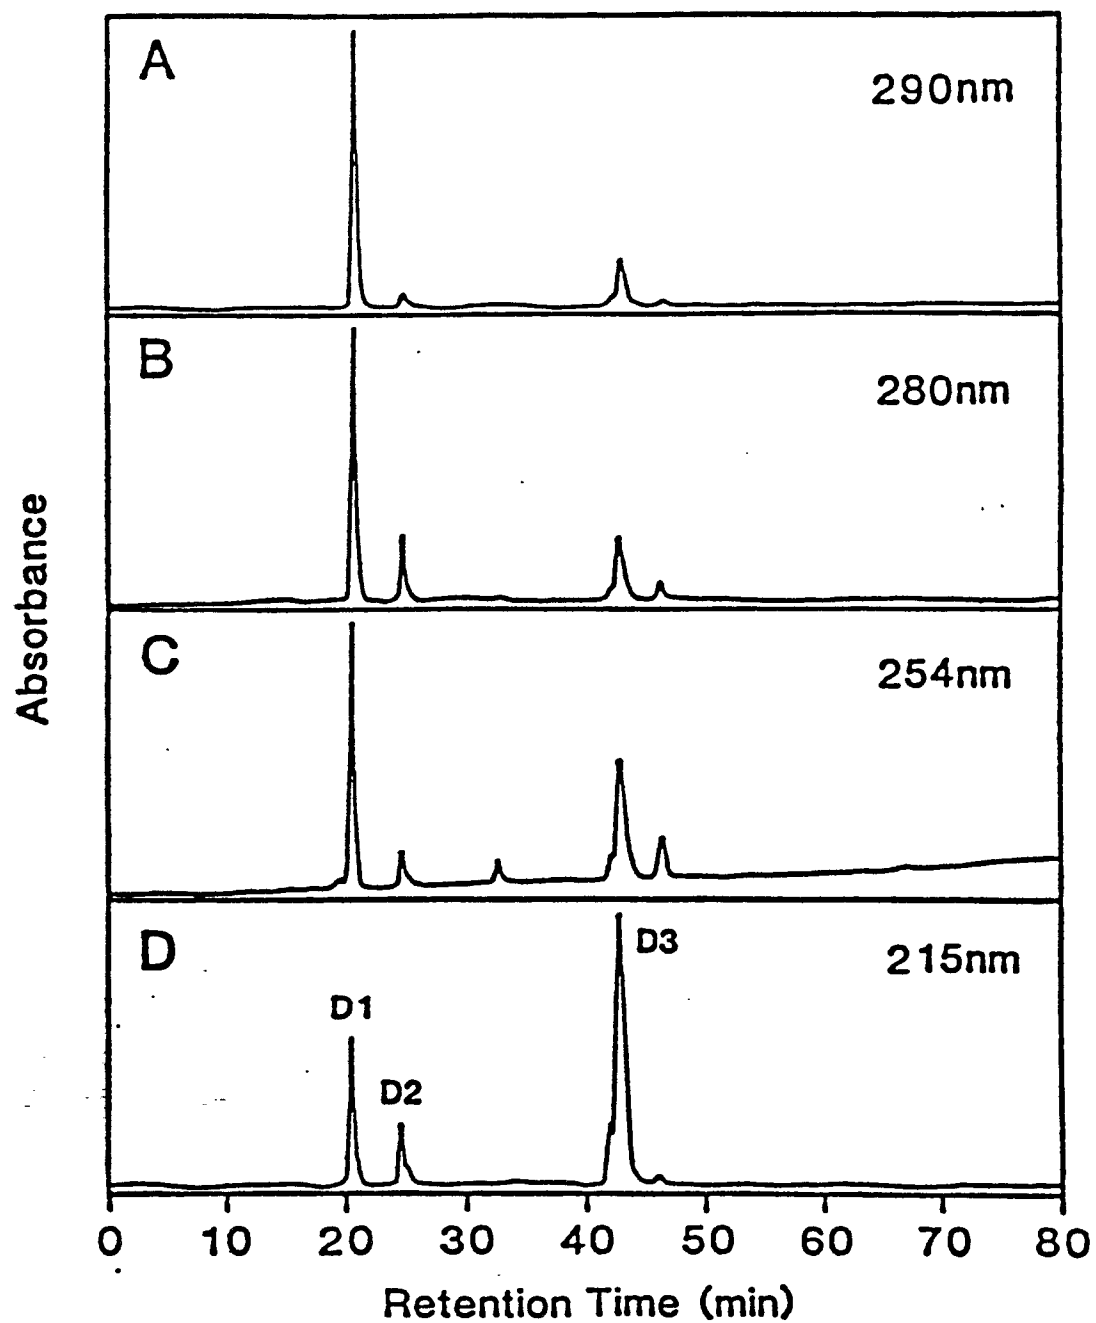 A
290nm
B
280nm
C
254nm
D
215nm
D3
D1
D2
Absorbance
0 10 20 30 40 50 60 70 80
Retention Time (min)